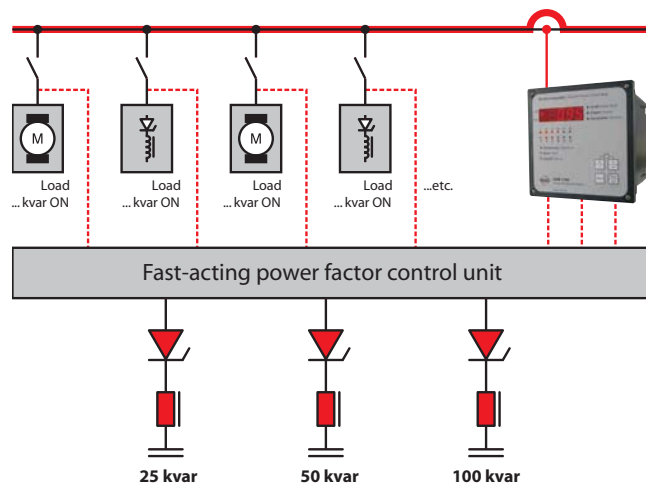 M
M
Load
... kvar ON
Load
... kvar ON
Load
... kvar ON
Load
... kvar ON
...etc.
Fast-acting power factor control unit
25 kvar
50 kvar
100 kvar